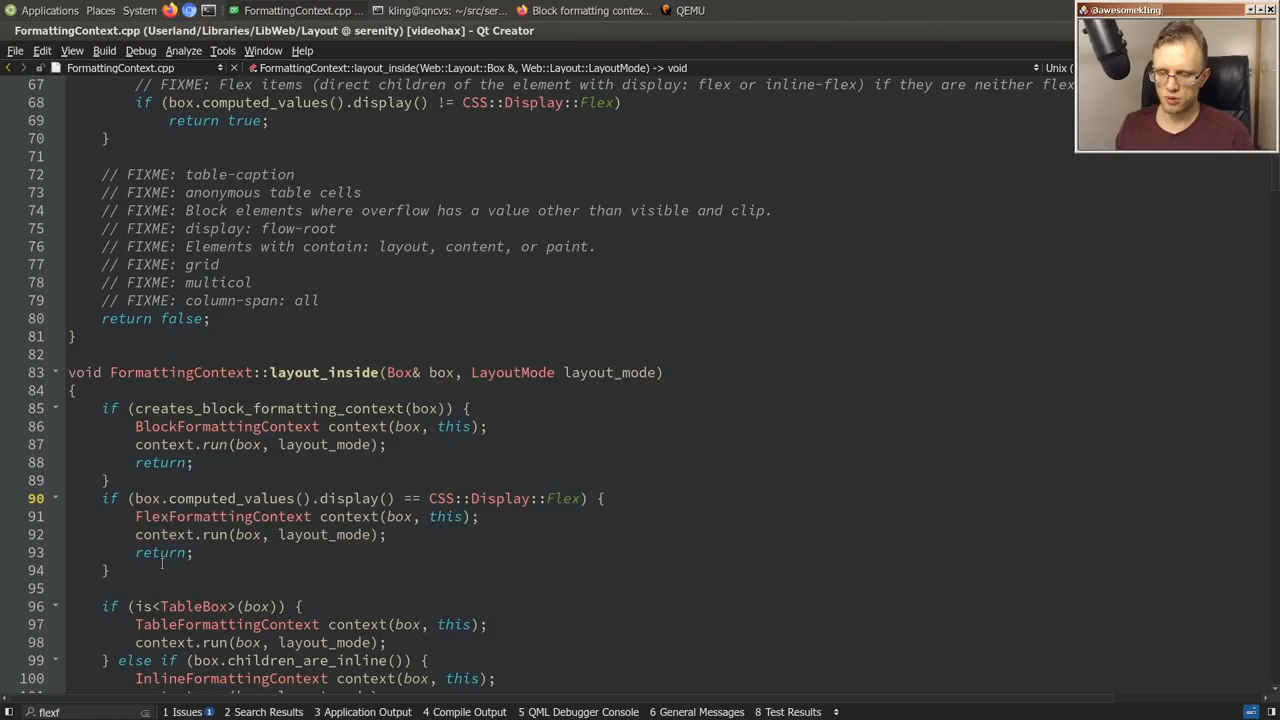 Applications Places System FormattingContext.cpp ... kling@qncvs: ~/src/ser... Block formatting contex... QEMU
@awesomekling
FormattingContext.cpp (Userland/Libraries/LibWeb/Layout @ serenity) [videohax] - Qt Creator
File Edit View Build Debug Analyze Tools Window Help
FormattingContext.cpp FormattingContext::layout_inside(Web::Layout::Box &, Web::Layout::LayoutMode) -> void Unix (
67 // FIXME: Flex items (direct children of the element with display: flex or inline-flex) if they are neither flex
68 if (box.computed_values().display() != CSS::Display::Flex)
69 return true;
70 }
71
72 // FIXME: table-caption
73 // FIXME: anonymous table cells
74 // FIXME: Block elements where overflow has a value other than visible and clip.
75 // FIXME: display: flow-root
76 // FIXME: Elements with contain: layout, content, or paint.
77 // FIXME: grid
78 // FIXME: multicol
79 // FIXME: column-span: all
80 return false;
81 }
82
83 void FormattingContext::layout_inside(Box& box, LayoutMode layout_mode)
84 {
85 if (creates_block_formatting_context(box)) {
86 BlockFormattingContext context(box, this);
87 context.run(box, layout_mode);
88 return;
89 }
90 if (box.computed_values().display() == CSS::Display::Flex) {
91 FlexFormattingContext context(box, this);
92 context.run(box, layout_mode);
93 return;
94 }
95
96 if (is<TableBox>(box)) {
97 TableFormattingContext context(box, this);
98 context.run(box, layout_mode);
99 } else if (box.children_are_inline()) {
100 InlineFormattingContext context(box, this);
flexf 1 Issues 1 2 Search Results 3 Application Output 4 Compile Output 5 QML Debugger Console 6 General Messages 8 Test Results